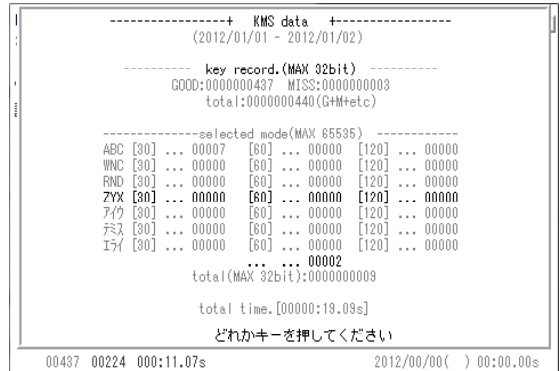 ----------------+ KMS data +----------------
(2012/01/01 - 2012/01/02)
---------- key record.(MAX 32bit) ----------
GOOD:0000000437 MISS:0000000003
total:0000000440(G+M+etc)
--------------selected mode(MAX 65535) ------------
ABC [30] ... 00007 [60] ... 00000 [120] ... 00000
WNC [30] ... 00000 [60] ... 00000 [120] ... 00000
RND [30] ... 00000 [60] ... 00000 [120] ... 00000
ZYX [30] ... 00000 [60] ... 00000 [120] ... 00000
アイウ [30] ... 00000 [60] ... 00000 [120] ... 00000
テミス [30] ... 00000 [60] ... 00000 [120] ... 00000
エライ [30] ... 00000 [60] ... 00000 [120] ... 00000
... ... 00002
total(MAX 32bit):0000000009
total time.[00000:19.09s]
どれかキーを押してください
00437 00224 000:11.07s 2012/00/00( ) 00:00.00s